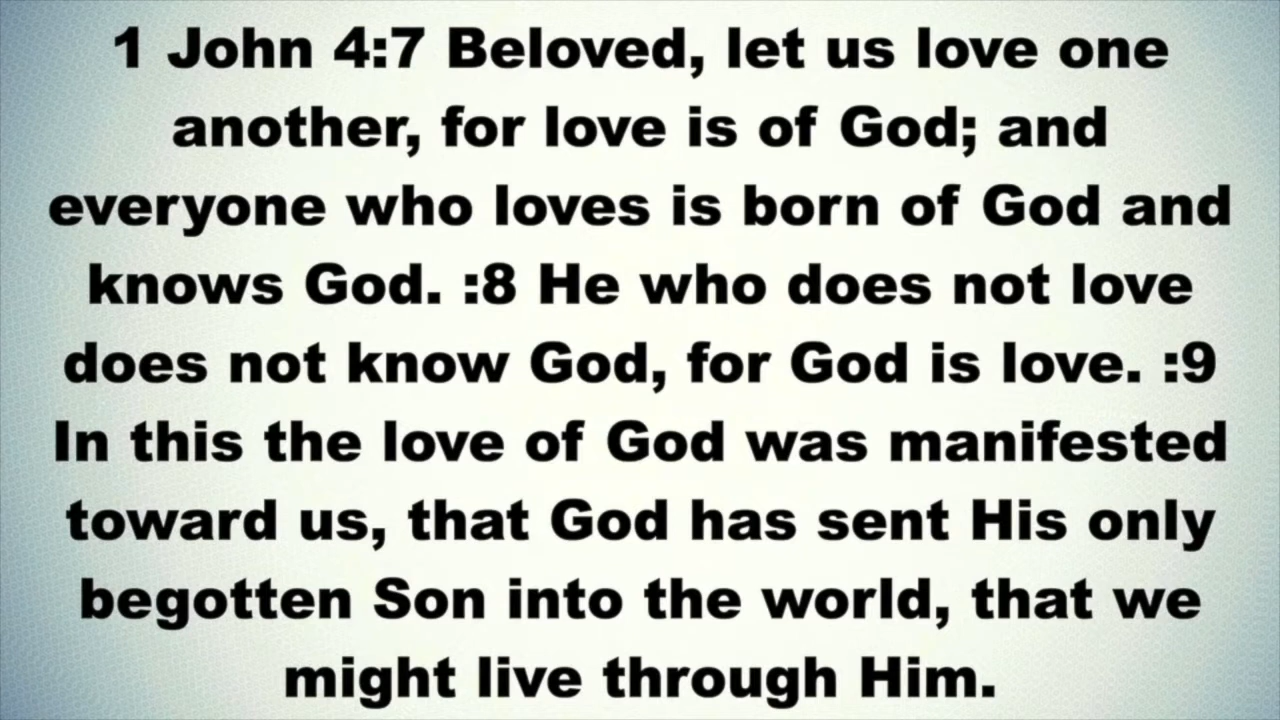 1 John 4:7 Beloved, let us love one
another, for love is of God; and
everyone who loves is born of God and
knows God. :8 He who does not love
does not know God, for God is love. :9
In this the love of God was manifested
toward us, that God has sent His only
begotten Son into the world, that we
might live through Him.